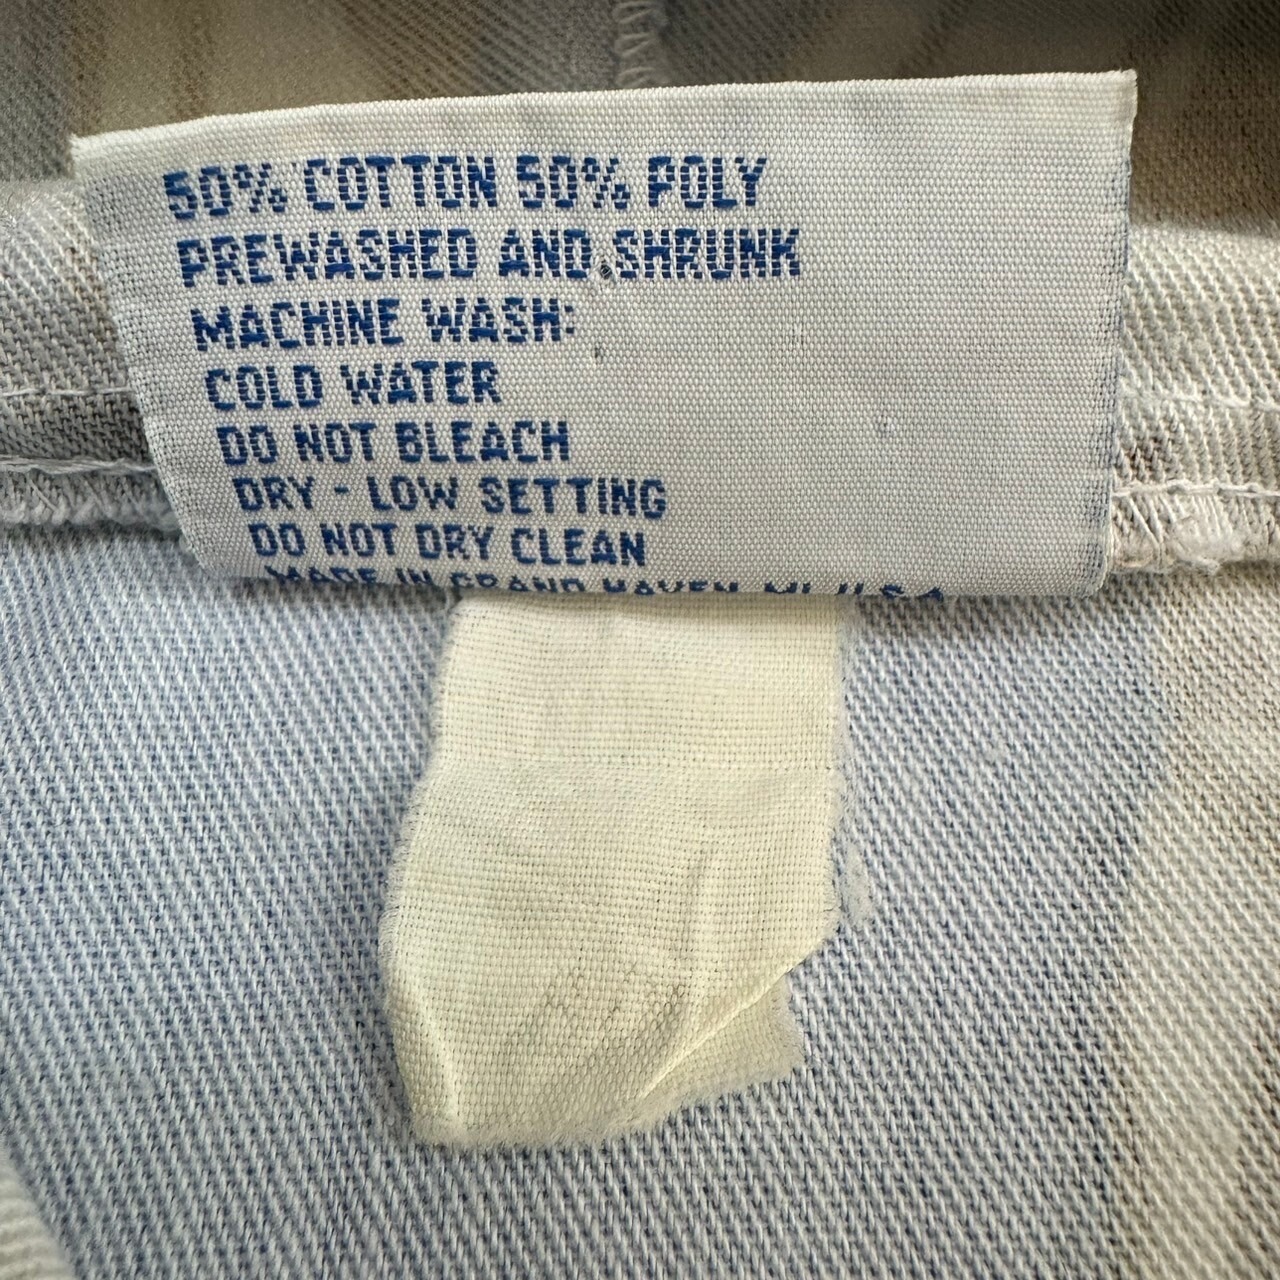 50% COTTON 50% POLY
PREWASHED AND SHRUNK
MACHINE WASH:
COLD WATER
DO NOT BLEACH
DRY - LOW SETTING
DO NOT DRY CLEAN
MADE IN GRAND HAVEN, MI, U.S.A.